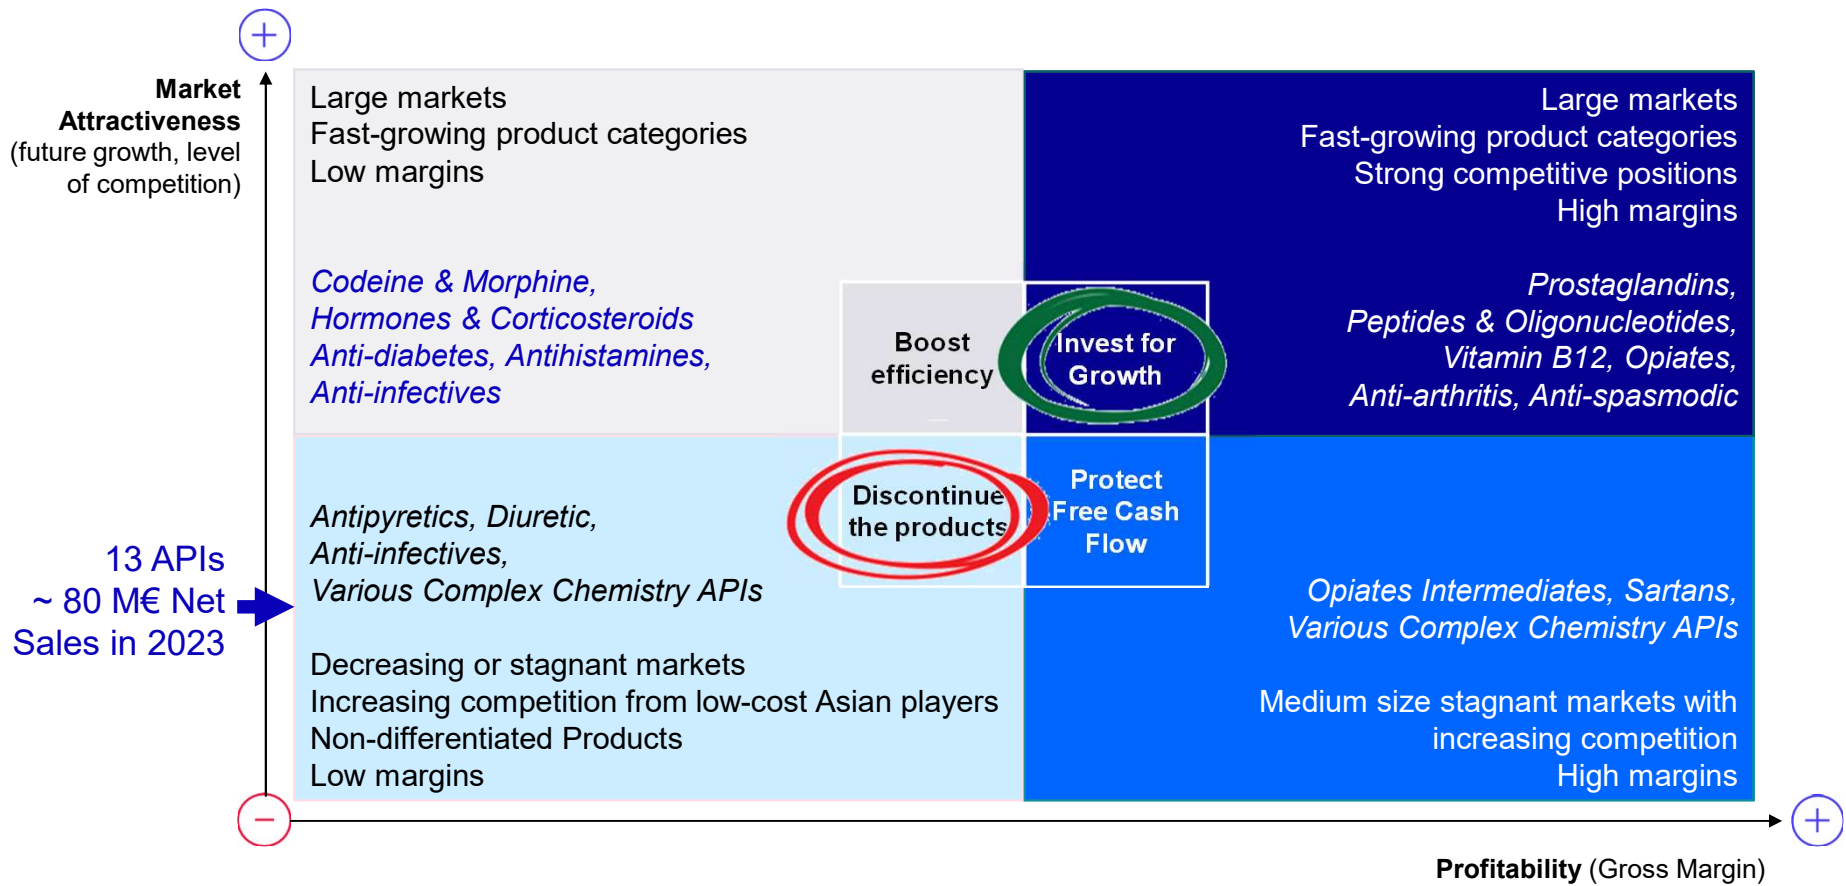 Market
Attractiveness
(future growth, level
of competition)
Large markets
Fast-growing product categories
Low margins
Codeine & Morphine,
Hormones & Corticosteroids
Anti-diabetes, Antihistamines,
Anti-infectives
Large markets
Fast-growing product categories
Strong competitive positions
High margins
Prostaglandins,
Peptides & Oligonucleotides,
Vitamin B12, Opiates,
Anti-arthritis, Anti-spasmodic
Boost
efficiency
Invest for
Growth
Discontinue
the products
Protect
Free Cash
Flow
13 APIs
~ 80 M€ Net
Sales in 2023
Antipyretics, Diuretic,
Anti-infectives,
Various Complex Chemistry APIs
Decreasing or stagnant markets
Increasing competition from low-cost Asian players
Non-differentiated Products
Low margins
Opiates Intermediates, Sartans,
Various Complex Chemistry APIs
Medium size stagnant markets with
increasing competition
High margins
Profitability (Gross Margin)